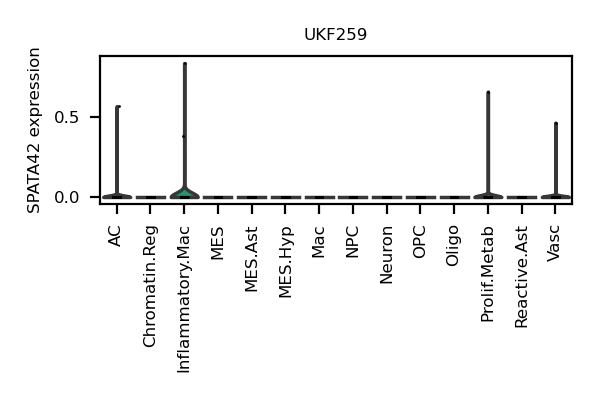 UKF259
SPATA42 expression
0.5
0.0
AC
Chromatin.Reg
Inflammatory.Mac
MES
MES.Ast
MES.Hyp
Mac
NPC
Neuron
OPC
Oligo
Prolif.Metab
Reactive.Ast
Vasc